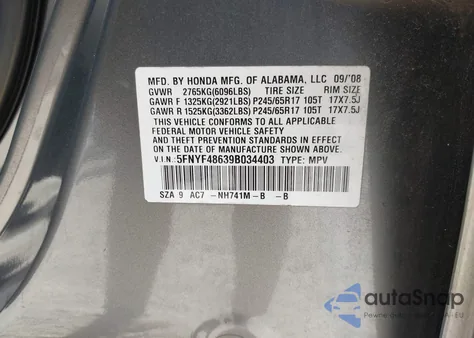 MFD. BY HONDA MFG. OF ALABAMA, LLC 09/'08
GVWR 2765KG(6096LBS) TIRE SIZE RIM SIZE
GAWR F 1325KG(2921LBS) P245/65R17 105T 17X7.5J
GAWR R 1525KG(3362LBS) P245/65R17 105T 17X7.5J
THIS VEHICLE CONFORMS TO ALL APPLICABLE
FEDERAL MOTOR VEHICLE SAFETY
AND THEFT PREVENTION STANDARDS IN EFFECT
ON THE DATE OF MANUFACTURE SHOWN ABOVE.
V.I.N.: 5FNYF48639B034403 TYPE: MPV
SZA 9 AC7 -NH741M-B -B
autoSnap